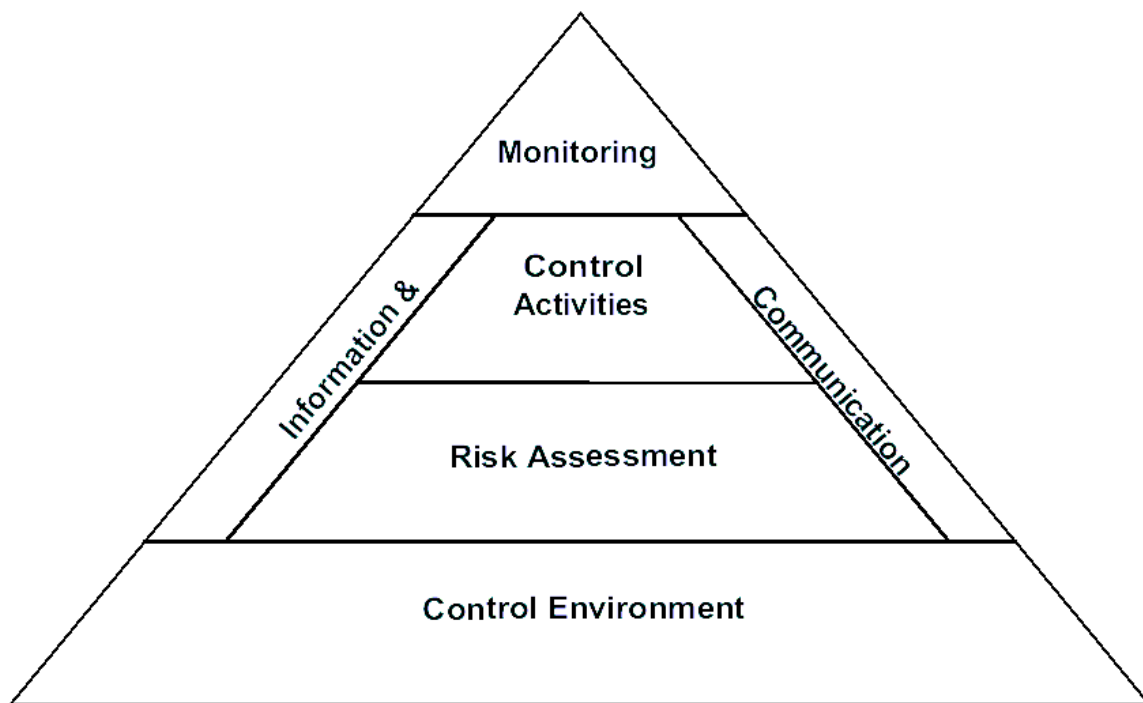 Monitoring
Control
Activities
Information &
Communication
Risk Assessment
Control Environment